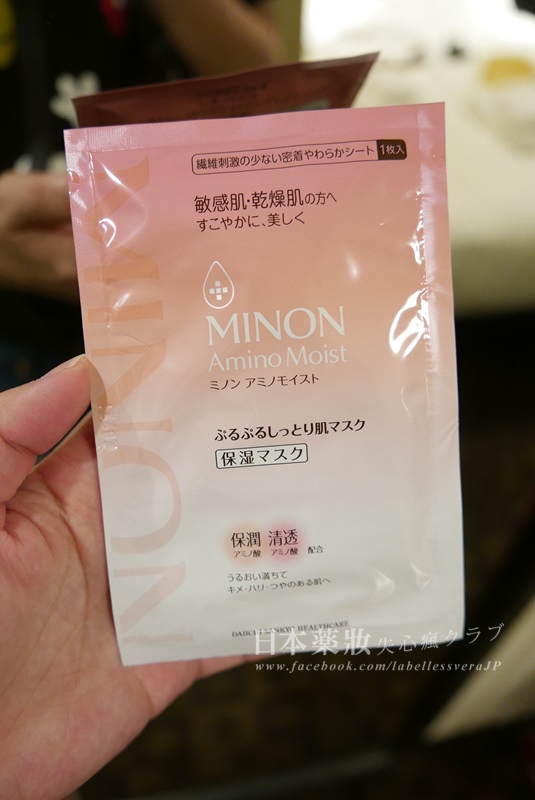 繊維刺激の少ない密着やわらかシート 1枚入
敏感肌・乾燥肌の方へ
すこやかに、美しく
MINON
MINON
Amino Moist
ミノン アミノモイスト
ぷるぷるしっとり肌マスク
保湿マスク
保潤 清透
アミノ酸 アミノ酸 配合
うるおい満ちて
キメ・ハリ・つやのある肌へ
DAIICHI SANKYO HEALTHCARE
日本薬妝失心瘋クラブ
www.facebook.com/labellessveraJP